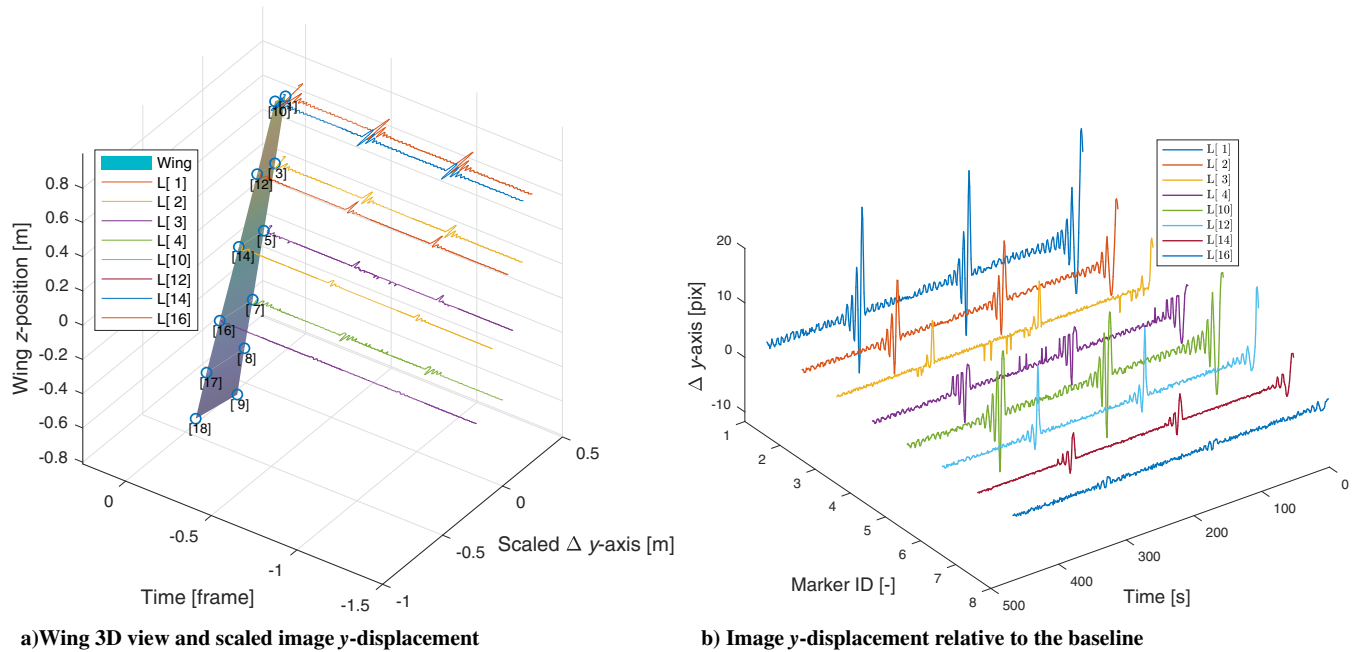 0.8
0.6
0.4
0.2
0
-0.2
-0.4
-0.6
-0.8
Wing z-position [m]
Wing
L[ 1]
L[ 2]
L[ 3]
L[ 4]
L[10]
L[12]
L[14]
L[16]
[10]
[3]
[12]
[5]
[14]
[7]
[16]
[8]
[17]
[9]
[18]
0
-0.5
-1
-1.5
Time [frame]
-1
-0.5
0
0.5
Scaled Δ y-axis [m]
a)Wing 3D view and scaled image y-displacement
20
10
0
-10
Δ y-axis [pix]
L[ 1]
L[ 2]
L[ 3]
L[ 4]
L[10]
L[12]
L[14]
L[16]
1
2
3
4
5
6
7
8
Marker ID [-]
500
400
300
200
100
0
Time [s]
b) Image y-displacement relative to the baseline